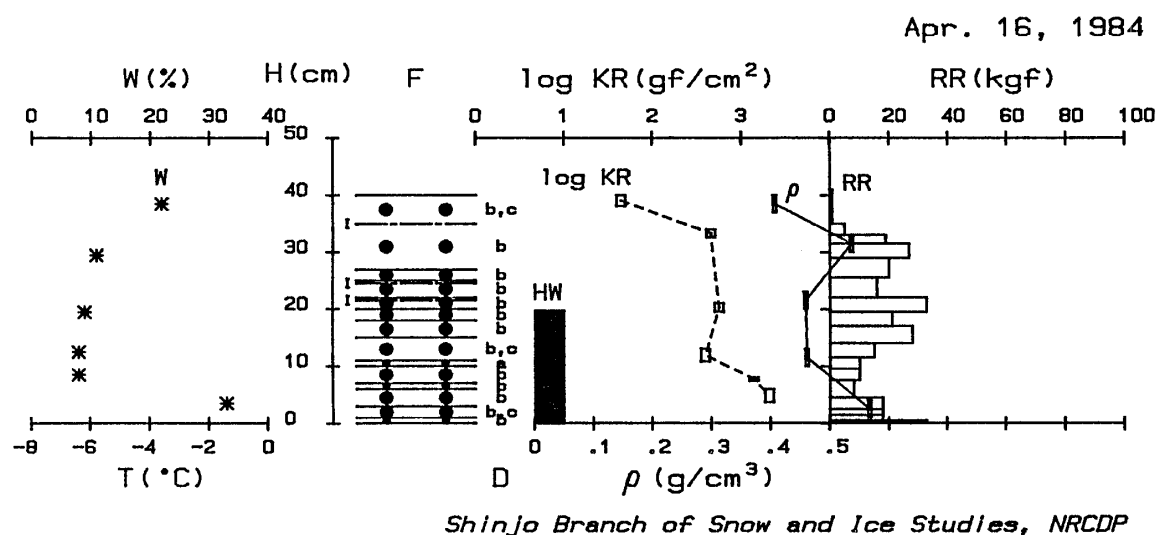 Apr. 16, 1984
W(%) H(cm) F log KR(gf/cm²) RR(kgf)
0 10 20 30 40 0 1 2 3 0 20 40 60 80 100
50
W log KR ρ RR
40
b,c
I
b
30
b
I b
I b HW
20 b
b
b,c
10 a
b
b
b
b,c
0 b
-8 -6 -4 -2 0 0 .1 .2 .3 .4 .5
T(°C) D ρ (g/cm³)
Shinjo Branch of Snow and Ice Studies, NRCDP